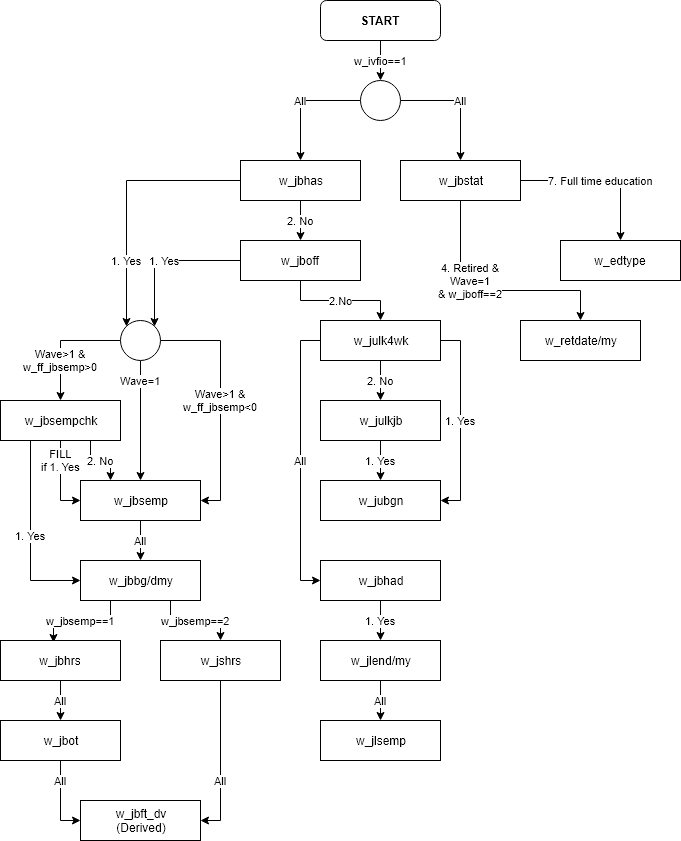 START
w_ivfio==1
All
All
w_jbhas
w_jbstat
7. Full time education
2. No
1. Yes
1. Yes
w_jboff
w_edtype
4. Retired &
Wave=1
& w_jboff==2
2.No
w_julk4wk
w_retdate/my
Wave>1 &
w_ff_jbsemp>0
Wave=1
Wave>1 &
w_ff_jbsemp<0
2. No
w_jbsempchk
w_julkjb
1. Yes
FILL
if 1. Yes
2. No
All
1. Yes
w_jbsemp
w_jubgn
1. Yes
All
w_jbbg/dmy
w_jbhad
w_jbsemp==1
w_jbsemp==2
1. Yes
w_jbhrs
w_jshrs
w_jlend/my
All
All
w_jbot
w_jlsemp
All
All
w_jbft_dv
(Derived)